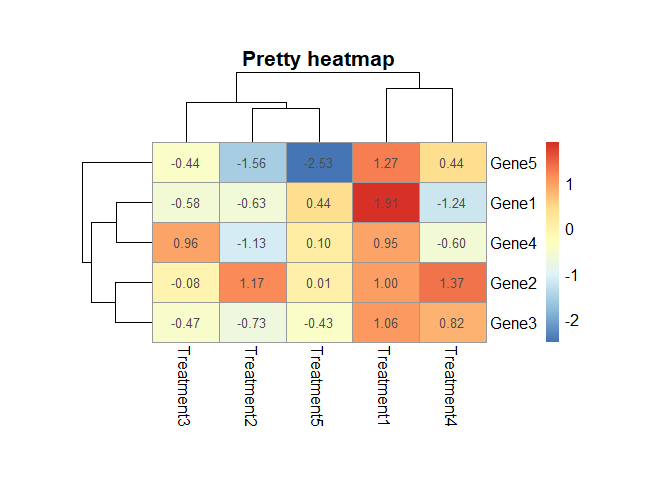 Pretty heatmap
-0.44 -1.56 -2.53 1.27 0.44 Gene5
-0.58 -0.63 0.44 1.91 -1.24 Gene1
0.96 -1.13 0.10 0.95 -0.60 Gene4
-0.08 1.17 0.01 1.00 1.37 Gene2
-0.47 -0.73 -0.43 1.06 0.82 Gene3
1
0
-1
-2
Treatment3
Treatment2
Treatment5
Treatment1
Treatment4